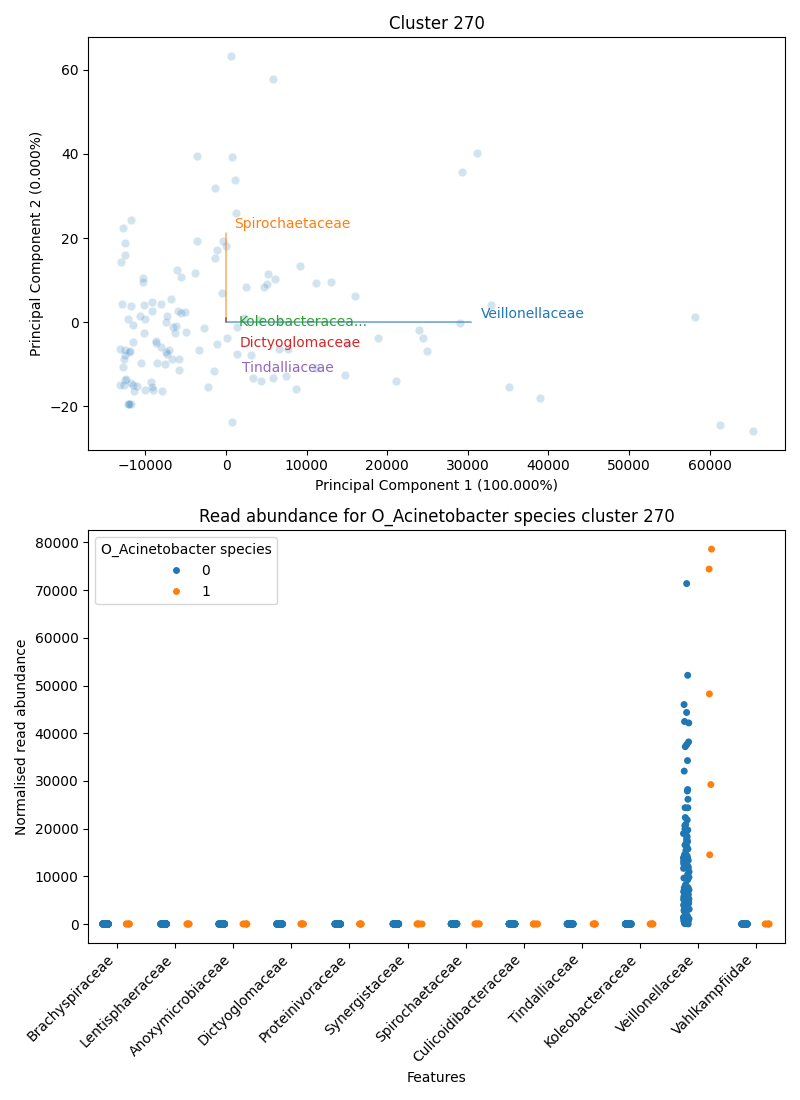 Cluster 270
Principal Component 2 (0.000%)
60
40
20
0
−20
Spirochaetaceae
Veillonellaceae
Koleobacteracea...
Dictyoglomaceae
Tindalliaceae
−10000 0 10000 20000 30000 40000 50000 60000
Principal Component 1 (100.000%)
Read abundance for O_Acinetobacter species cluster 270
Normalised read abundance
80000
70000
60000
50000
40000
30000
20000
10000
0
O_Acinetobacter species
0
1
Brachyspiraceae
Lentisphaeraceae
Anoxymicrobiaceae
Dictyoglomaceae
Proteinivoraceae
Synergistaceae
Spirochaetaceae
Culicoidibacteraceae
Tindalliaceae
Koleobacteraceae
Veillonellaceae
Vahlkampfiidae
Features